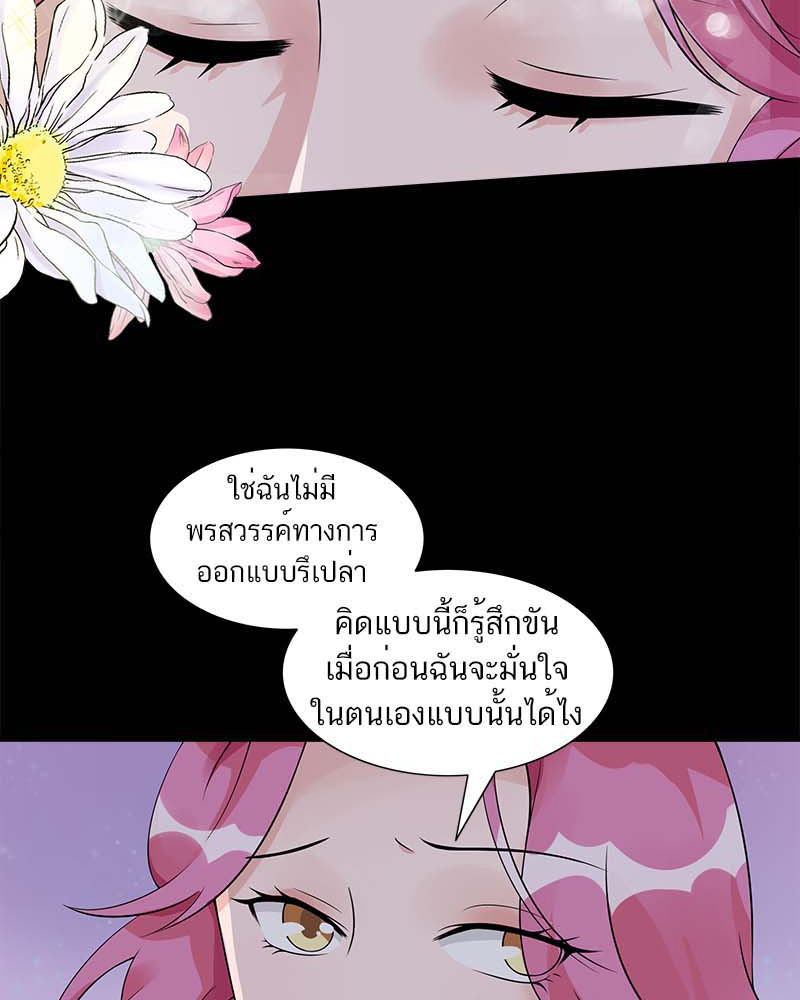 ใช่ฉันไม่มี
พรสวรรค์ทางการ
ออกแบบรึเปล่า
คิดแบบนี้ก็รู้สึกขัน
เมื่อก่อนฉันจะมั่นใจ
ในตนเองแบบนั้นได้ไง